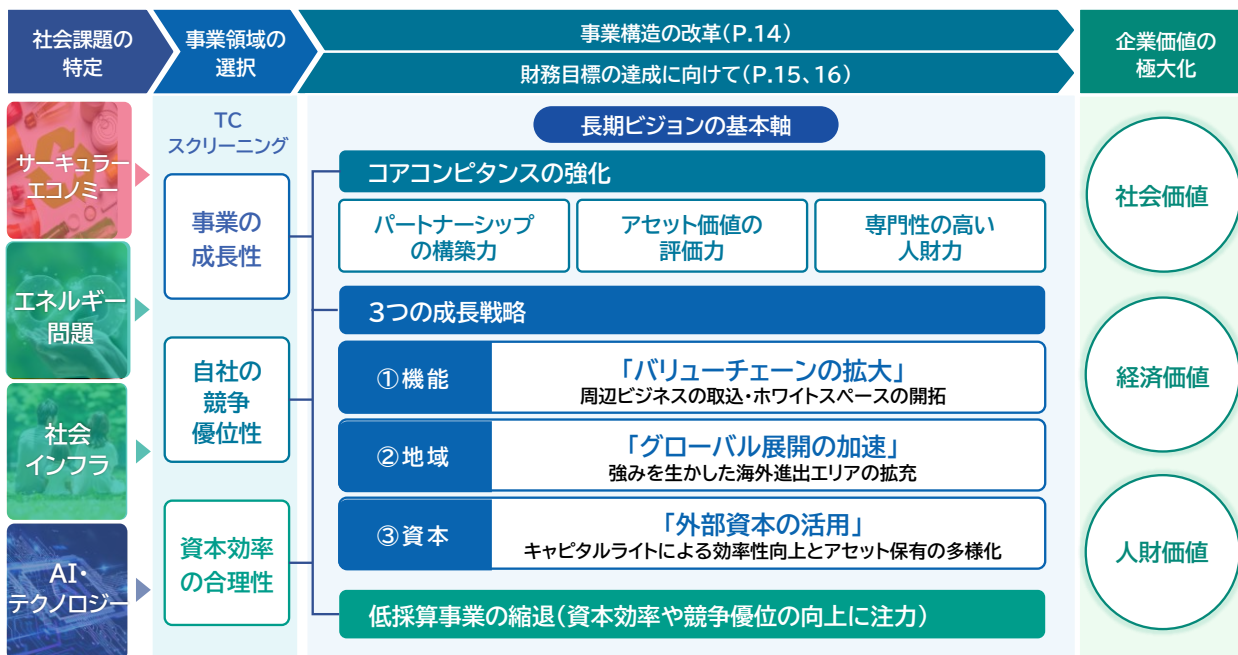 社会課題の
特定
事業領域の
選択
事業構造の改革(P.14)
財務目標の達成に向けて(P.15、16)
企業価値の
極大化
サーキュラー
エコノミー
エネルギー
問題
社会
インフラ
AI・
テクノロジー
TC
スクリーニング
事業の
成長性
自社の
競争
優位性
資本効率
の合理性
長期ビジョンの基本軸
コアコンピタンスの強化
パートナーシップ
の構築力
アセット価値の
評価力
専門性の高い
人財力
3つの成長戦略
①機能
「バリューチェーンの拡大」
周辺ビジネスの取込・ホワイトスペースの開拓
②地域
「グローバル展開の加速」
強みを生かした海外進出エリアの拡充
③資本
「外部資本の活用」
キャピタルライトによる効率性向上とアセット保有の多様化
低採算事業の縮退(資本効率や競争優位の向上に注力)
社会価値
経済価値
人財価値